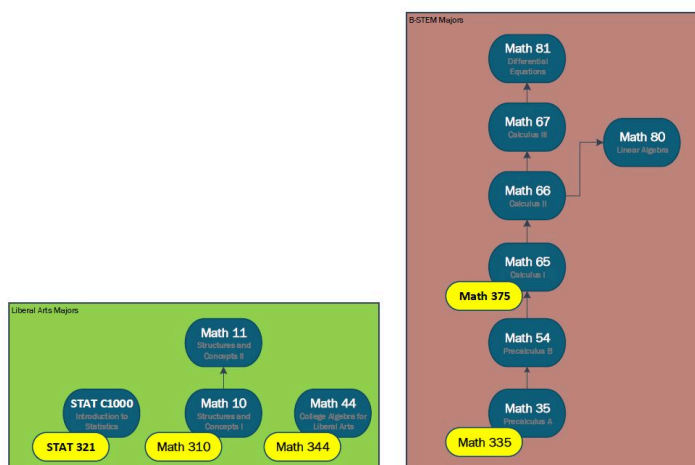 B-STEM Majors
Math 81
Differential
Equations
Math 67
Calculus III
Math 80
Linear Algebra
Math 66
Calculus II
Math 65
Calculus I
Math 375
Math 54
Precalculus B
Math 35
Precalculus A
Math 335
Liberal Arts Majors
Math 11
Structures and
Concepts II
STAT C1000
Introduction to
Statistics
STAT 321
Math 10
Structures and
Concepts I
Math 310
Math 44
College Algebra for
Liberal Arts
Math 344